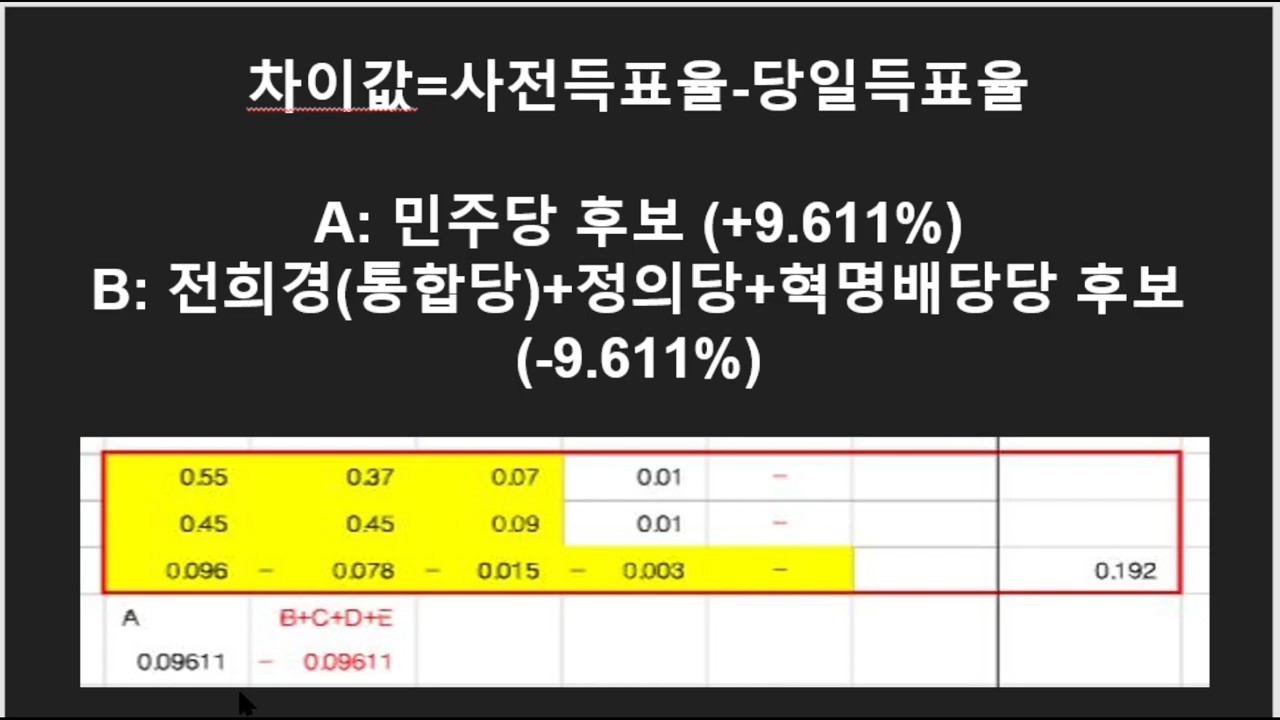 차이값=사전득표율-당일득표율
A: 민주당 후보 (+9.611%)
B: 전희경(통합당)+정의당+혁명배당당 후보
(-9.611%)
0.55 0.37 0.07 0.01 –
0.45 0.45 0.09 0.01 –
0.096 – 0.078 – 0.015 – 0.003 – 0.192
A B+C+D+E
0.09611 – 0.09611